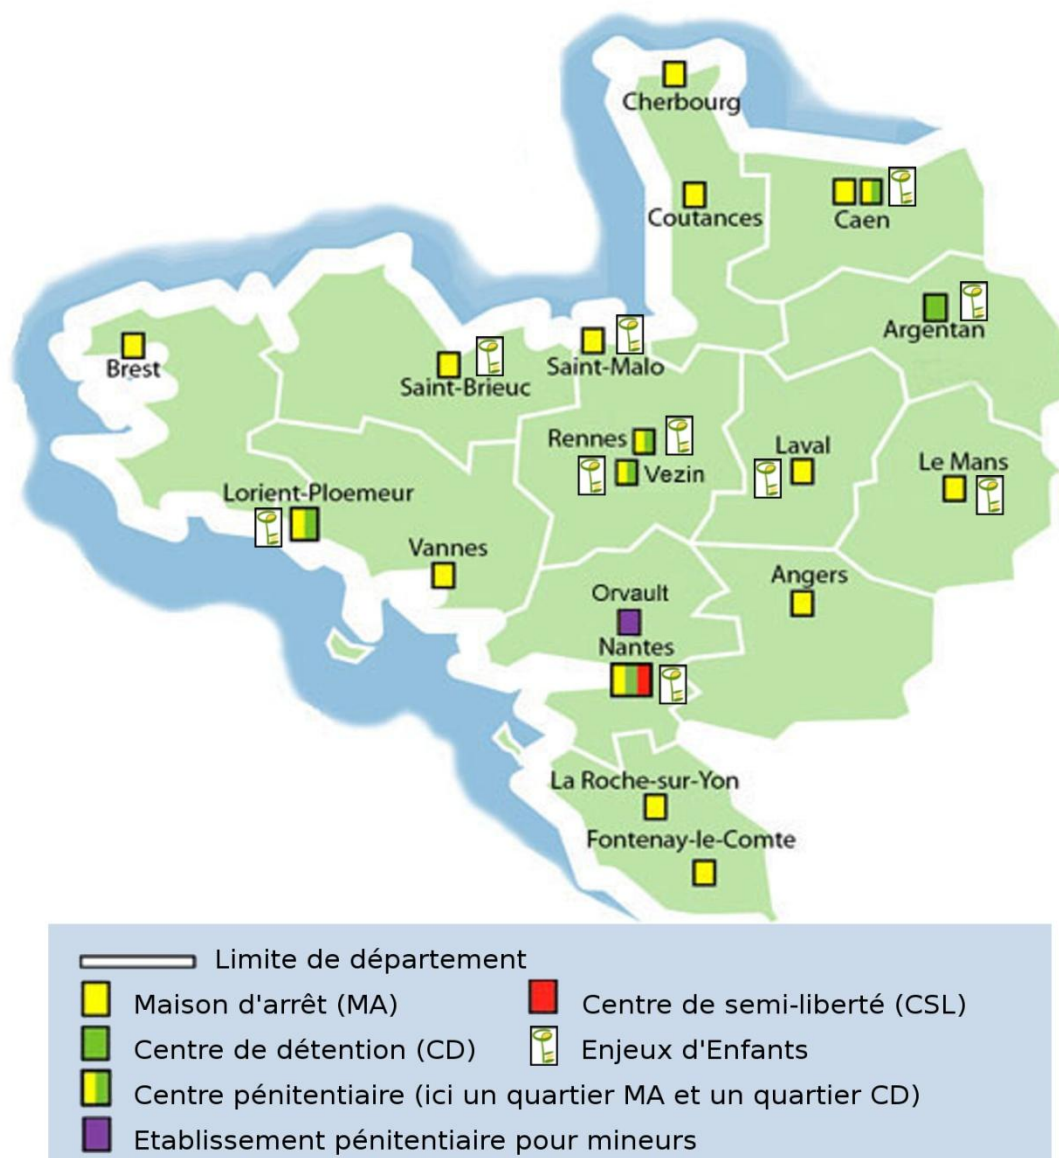 Cherbourg
Coutances
Caen
Argentan
Brest
Saint-Brieuc
Saint-Malo
Rennes
Vezin
Laval
Le Mans
Lorient-Ploemeur
Vannes
Angers
Orvault
Nantes
La Roche-sur-Yon
Fontenay-le-Comte
Limite de département
Maison d'arrêt (MA)
Centre de semi-liberté (CSL)
Centre de détention (CD)
Enjeux d'Enfants
Centre pénitentiaire (ici un quartier MA et un quartier CD)
Etablissement pénitentiaire pour mineurs